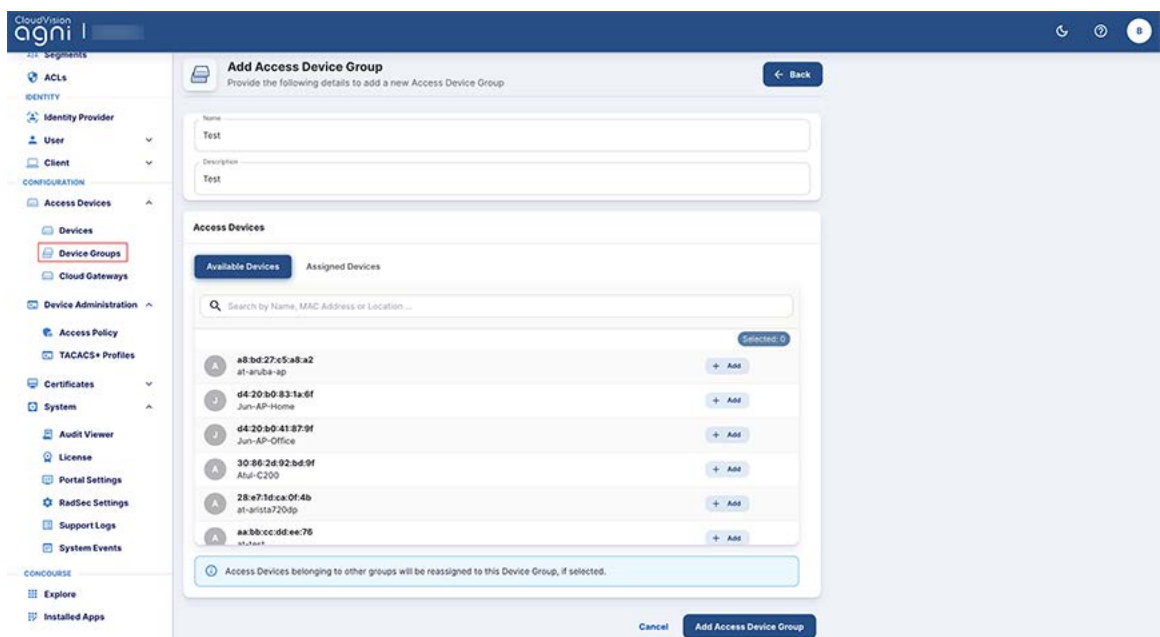 CloudVision
agni
Segments
ACLs
IDENTITY
Identity Provider
User
Client
CONFIGURATION
Access Devices
Devices
Device Groups
Cloud Gateways
Device Administration
Access Policy
TACACS+ Profiles
Certificates
System
Audit Viewer
License
Portal Settings
RadSec Settings
Support Logs
System Events
CONCOURSE
Explore
Installed Apps
B
Add Access Device Group
Provide the following details to add a new Access Device Group
Back
Name
Test
Description
Test
Access Devices
Available Devices Assigned Devices
Search by Name, MAC Address or Location ...
Selected: 0
A a8:bd:27:c5:a8:a2 + Add
at-aruba-ap
J d4:20:b0:83:1a:6f + Add
Jun-AP-Home
J d4:20:b0:41:87:9f + Add
Jun-AP-Office
A 30:86:2d:92:bd:9f + Add
Atul-C200
A 28:e7:1d:ca:0f:4b + Add
at-arista720dp
A aa:bb:cc:dd:ee:76 + Add
at-test
Access Devices belonging to other groups will be reassigned to this Device Group, if selected.
Cancel Add Access Device Group